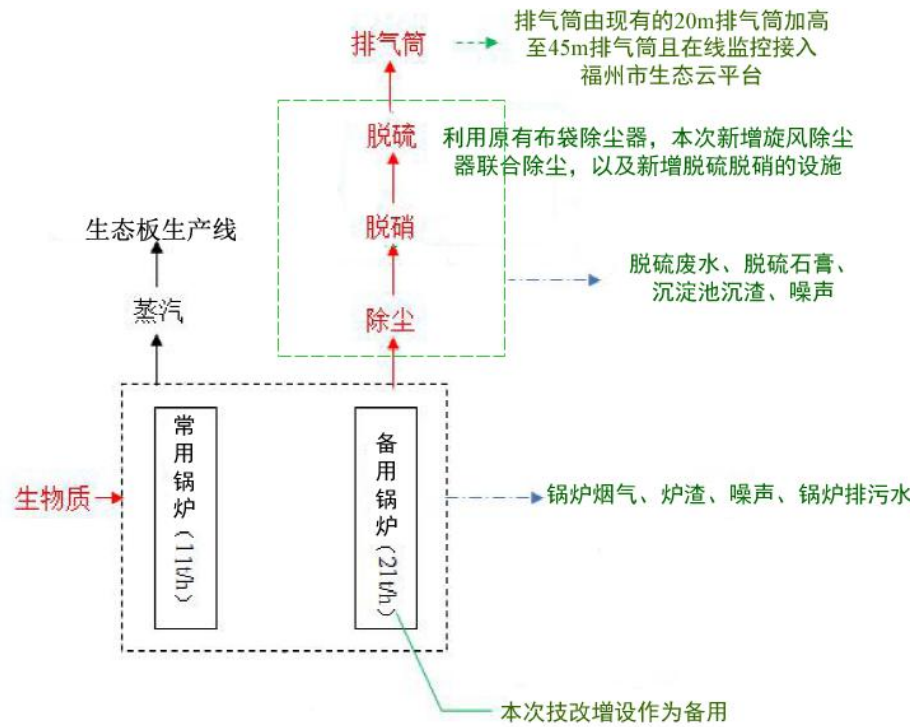 排气筒
排气筒由现有的20m排气筒加高
至45m排气筒且在线监控接入
福州市生态云平台
脱硫
利用原有布袋除尘器，本次新增旋风除尘
器联合除尘，以及新增脱硫脱硝的设施
生态板生产线
脱硝
脱硫废水、脱硫石膏、
沉淀池沉渣、噪声
蒸汽
除尘
生物质
常用锅炉（11t/h）
备用锅炉（21t/h）
锅炉烟气、炉渣、噪声、锅炉排污水
本次技改增设作为备用